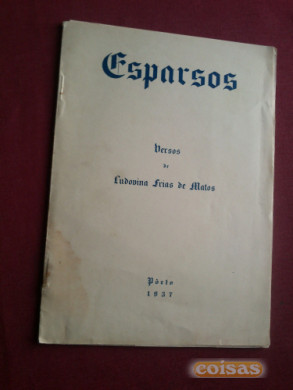 Esparsos
Versos
de
Ludovina Frias de Matos
Pôrto
1937
coisas